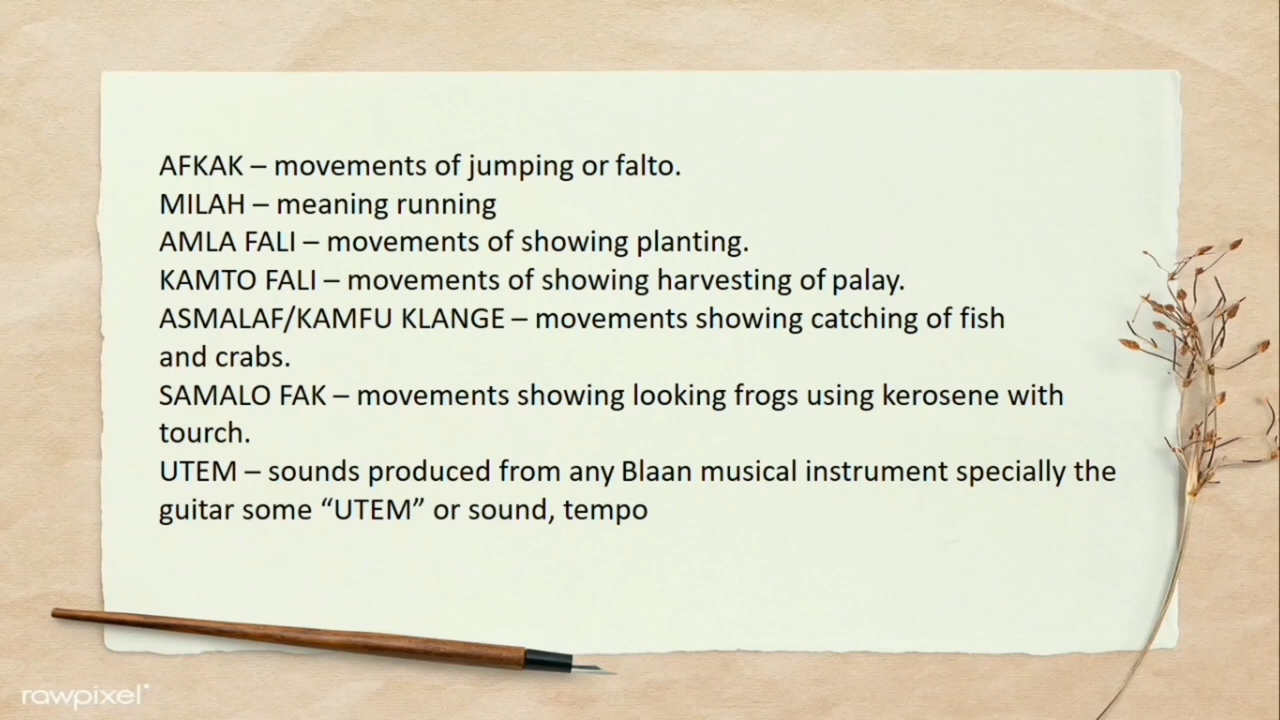 AFKAK – movements of jumping or falto.
MILAH – meaning running
AMLA FALI – movements of showing planting.
KAMTO FALI – movements of showing harvesting of palay.
ASMALAF/KAMFU KLANGE – movements showing catching of fish
and crabs.
SAMALO FAK – movements showing looking frogs using kerosene with
tourch.
UTEM – sounds produced from any Blaan musical instrument specially the
guitar some “UTEM” or sound, tempo
rawpixel